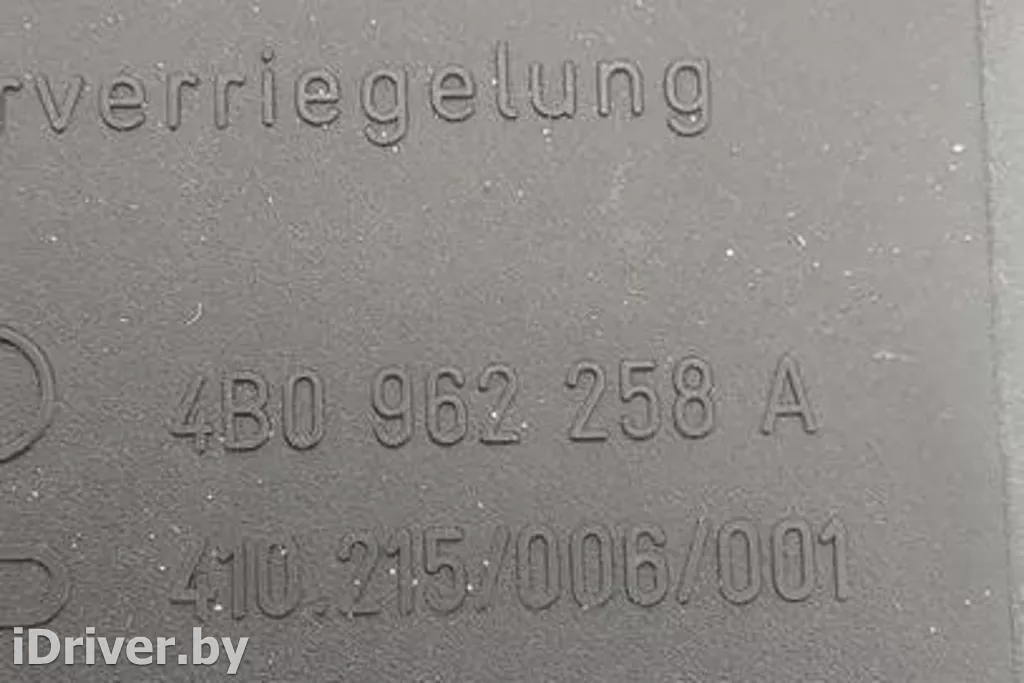 rverriegelung
4B0 962 258 A
410.215/006/001
iDriver.by